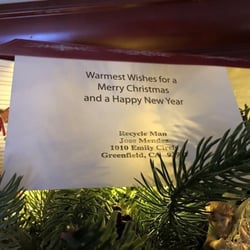 Warmest Wishes for a
Merry Christmas
and a Happy New Year
Recycle Man
Jose Mendez
1010 Emily Circle
Greenfield, CA